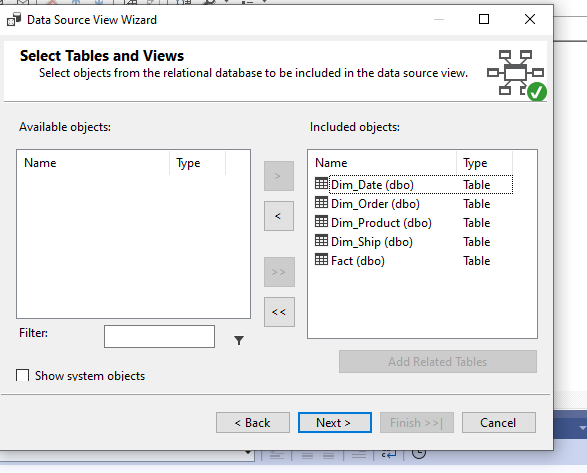 Data Source View Wizard
Select Tables and Views
Select objects from the relational database to be included in the data source view.
Available objects:
Included objects:
Name Type
Name Type
>
<
>>
<<
Dim_Date (dbo) Table
Dim_Order (dbo) Table
Dim_Product (dbo) Table
Dim_Ship (dbo) Table
Fact (dbo) Table
Filter:
Add Related Tables
Show system objects
< Back
Next >
Finish >>|
Cancel